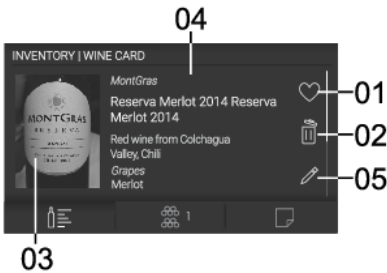 04
INVENTORY | WINE CARD
MontGras
Reserva Merlot 2014 Reserva
Merlot 2014
Red wine from Colchagua
Valley, Chili
Grapes
Merlot
MONTGRAS
RESERVA
MERLOT
1
01
02
05
03